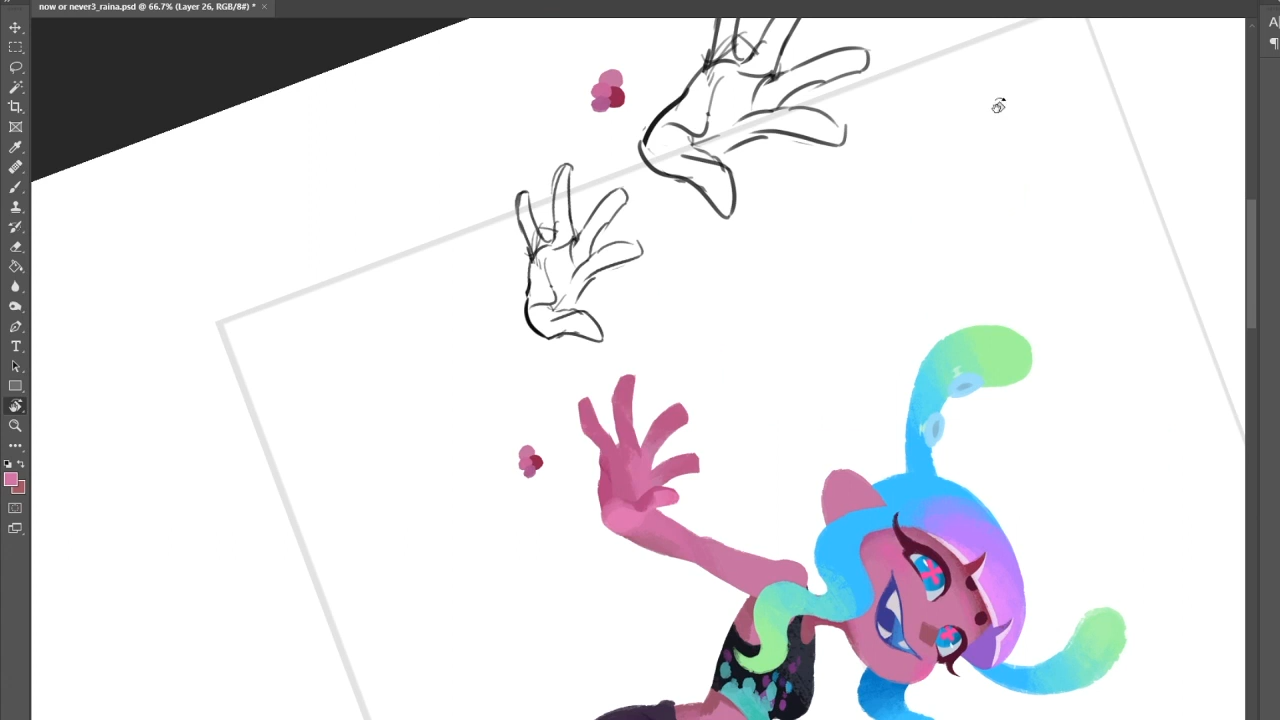 now or never3_raina.psd @ 66.7% (Layer 26, RGB/8#) *